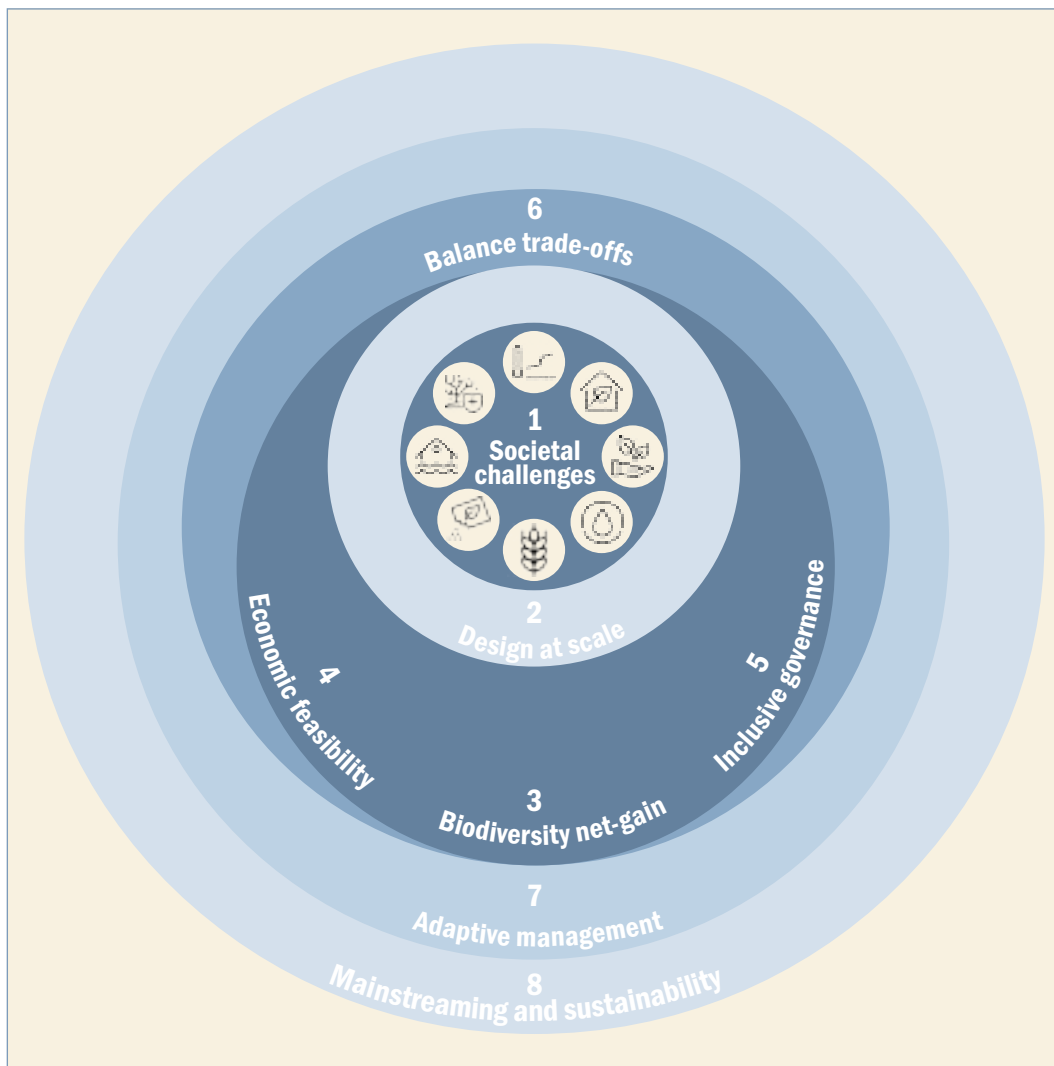 6
Balance trade-offs
1
Societal
challenges
2
Design at scale
4
Economic feasibility
5
Inclusive governance
3
Biodiversity net-gain
7
Adaptive management
8
Mainstreaming and sustainability